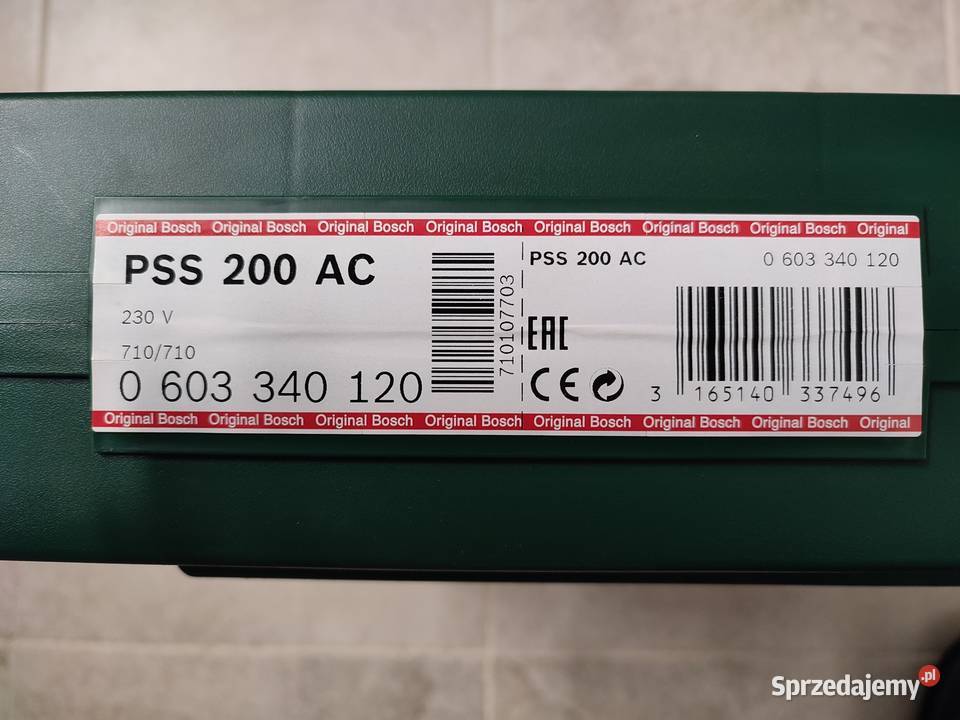 Original Bosch Original Bosch Original Bosch Original Bosch Original Bosch Original Bosch Original Bosch Original
PSS 200 AC
230 V
710/710
0 603 340 120
710107703
PSS 200 AC 0 603 340 120
EAC
CE
3 165140 337496
Original Bosch Original Bosch Original Bosch Original Bosch Original Bosch Original Bosch Original Bosch Original
Sprzedajemy.pl